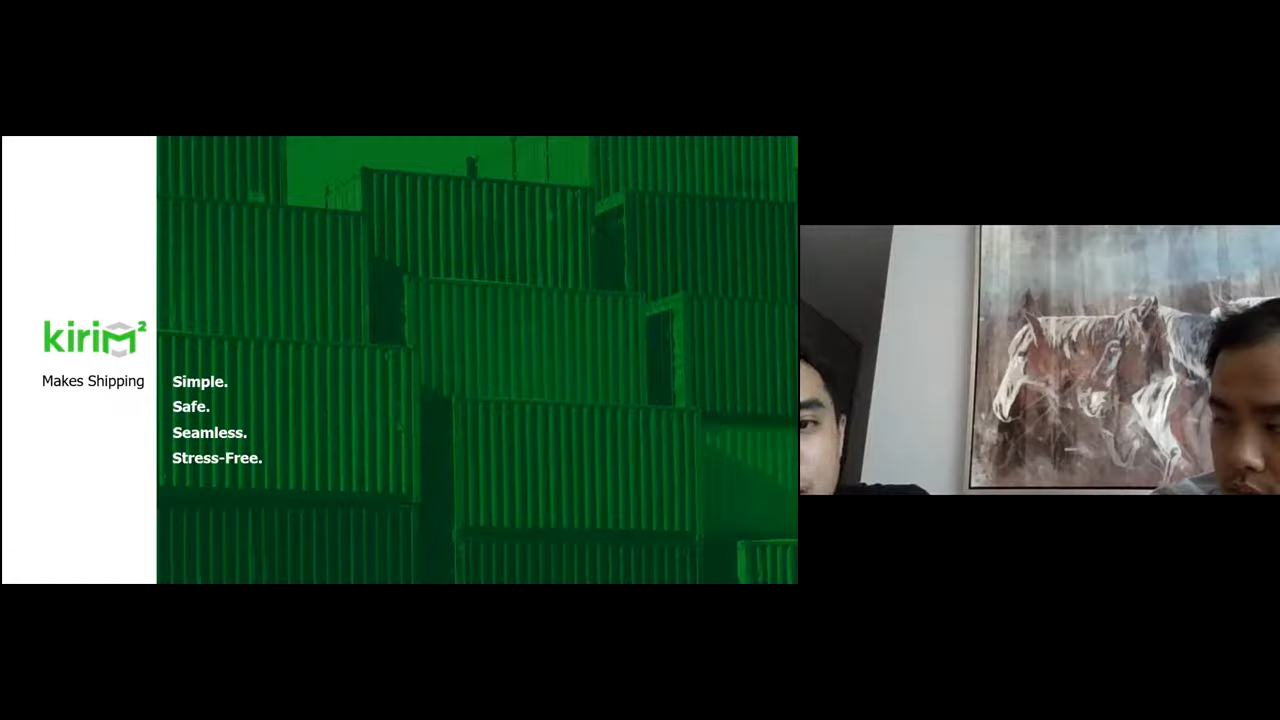 kirim²
Makes Shipping
Simple.
Safe.
Seamless.
Stress-Free.